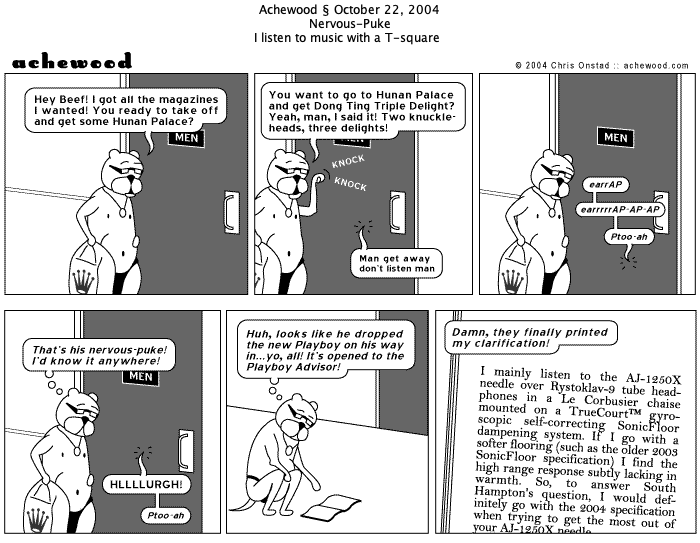 Achewood § October 22, 2004
Nervous-Puke
I listen to music with a T-square
achewood
© 2004 Chris Onstad :: achewood.com
Hey Beef! I got all the magazines
I wanted! You ready to take off
and get some Hunan Palace?
MEN
You want to go to Hunan Palace
and get Dong Ting Triple Delight?
Yeah, man, I said it! Two knuckle-
heads, three delights!
MEN
KNOCK
KNOCK
Man get away
don't listen man
MEN
earrAP
earrrrrAP-AP-AP
Ptoo-ah
That's his nervous-puke!
I'd know it anywhere!
MEN
HLLLLURGH!
Ptoo-ah
Huh, looks like he dropped
the new Playboy on his way
in...yo, all! It's opened to the
Playboy Advisor!
Damn, they finally printed
my clarification!
I mainly listen to the AJ-1250X
needle over Rystoklav-9 tube head-
phones in a Le Corbusier chaise
mounted on a TrueCourt™ gyro-
scopic self-correcting SonicFloor
dampening system. If I go with a
softer flooring (such as the older 2003
SonicFloor specification) I find the
high range response subtly lacking in
warmth. So, to answer South
Hampton's question, I would def-
initely go with the 2004 specification
when trying to get the most out of
your AJ-1250X needle.